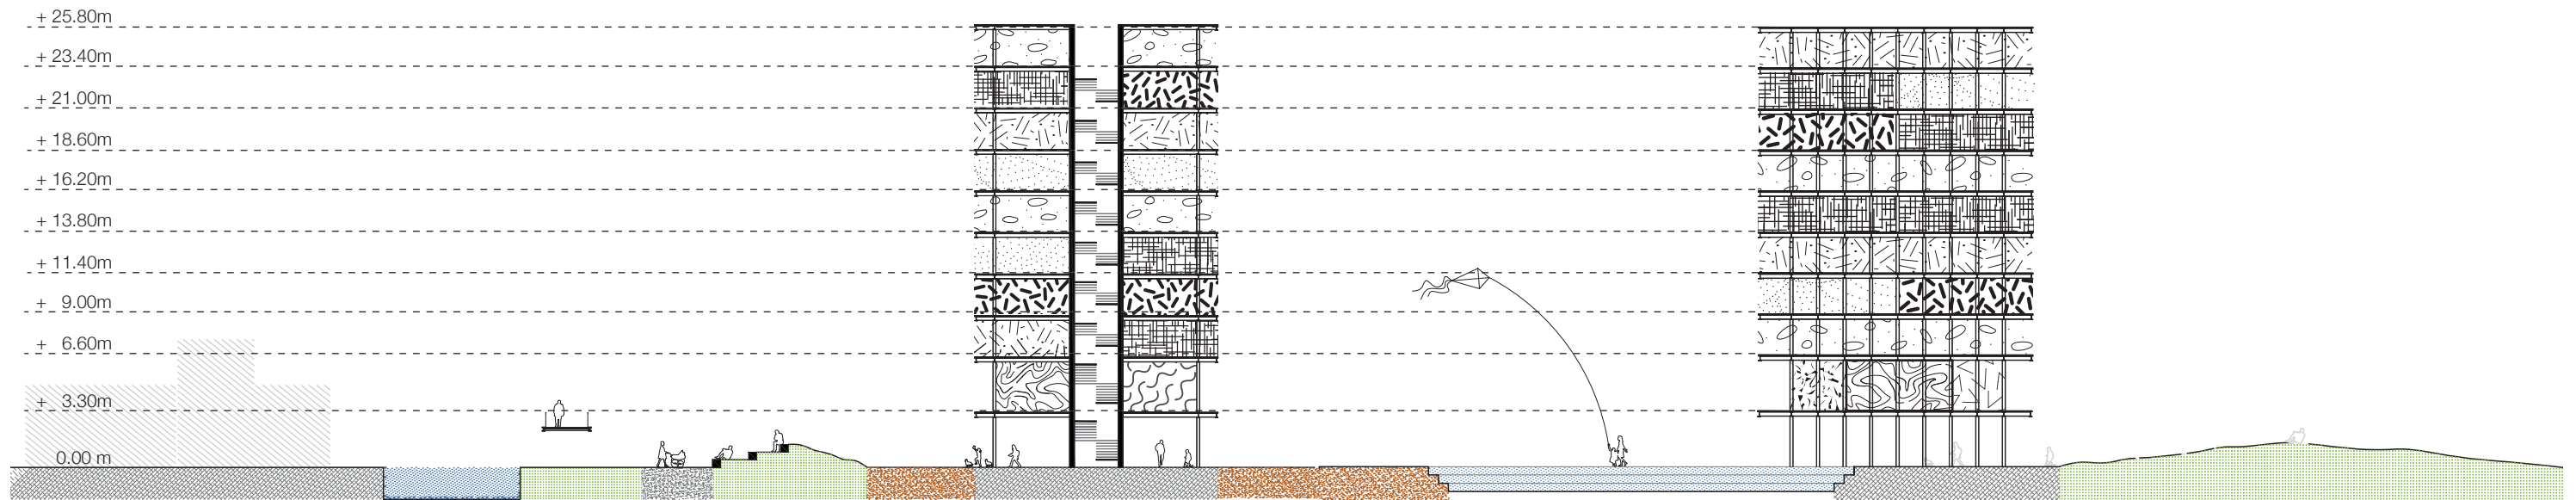 + 25.80m
+ 23.40m
+ 21.00m
+ 18.60m
+ 16.20m
+ 13.80m
+ 11.40m
+ 9.00m
+ 6.60m
+ 3.30m
0.00 m